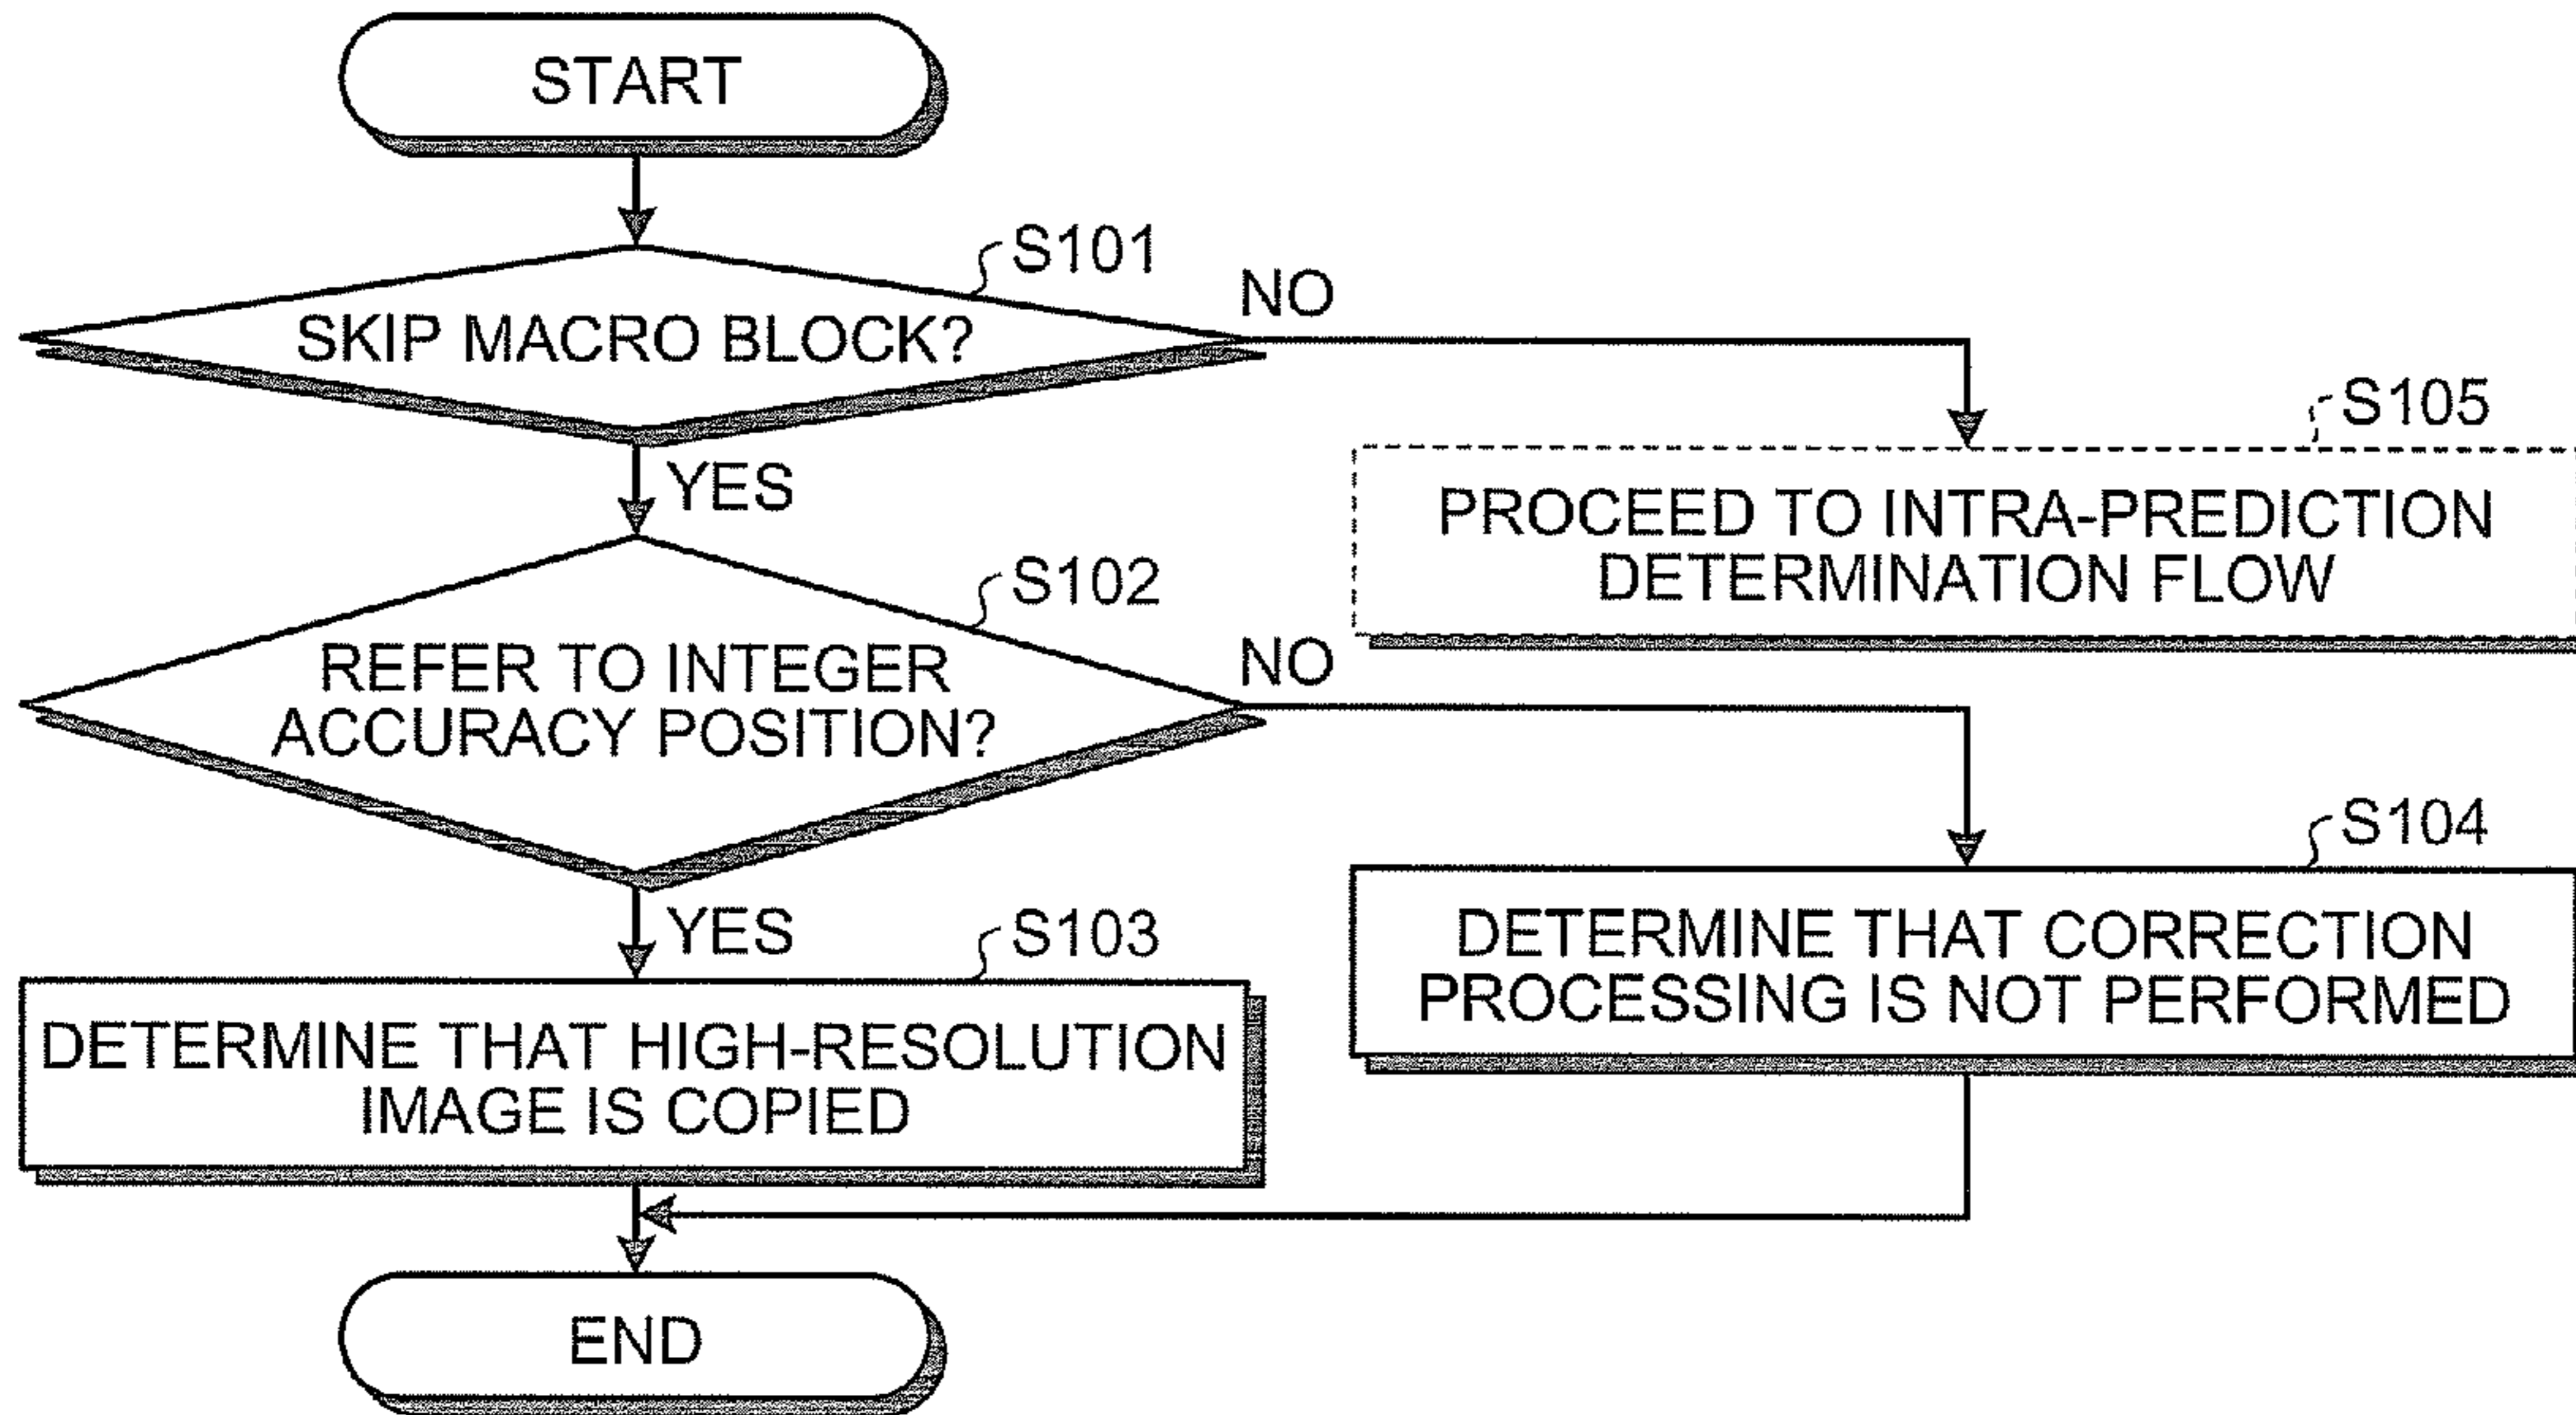 START
S101
SKIP MACRO BLOCK?
NO
YES
S105
PROCEED TO INTRA-PREDICTION
DETERMINATION FLOW
S102
REFER TO INTEGER
ACCURACY POSITION?
NO
YES
S104
DETERMINE THAT CORRECTION
PROCESSING IS NOT PERFORMED
S103
DETERMINE THAT HIGH-RESOLUTION
IMAGE IS COPIED
END